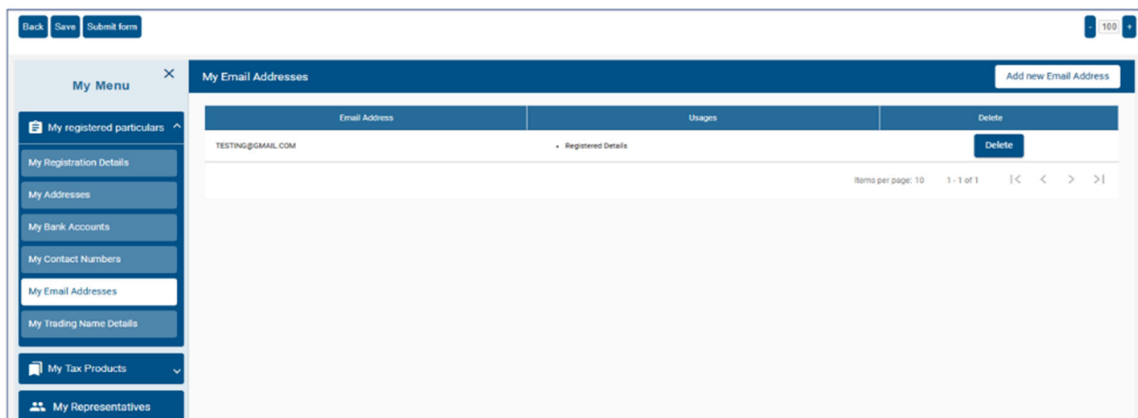 Back Save Submit form
- 100 +
My Menu
My registered particulars
My Registration Details
My Addresses
My Bank Accounts
My Contact Numbers
My Email Addresses
My Trading Name Details
My Tax Products
My Representatives
My Email Addresses Add new Email Address
Email Address Usages Delete
TESTING@GMAIL.COM • Registered Details Delete
Items per page: 10 1 - 1 of 1